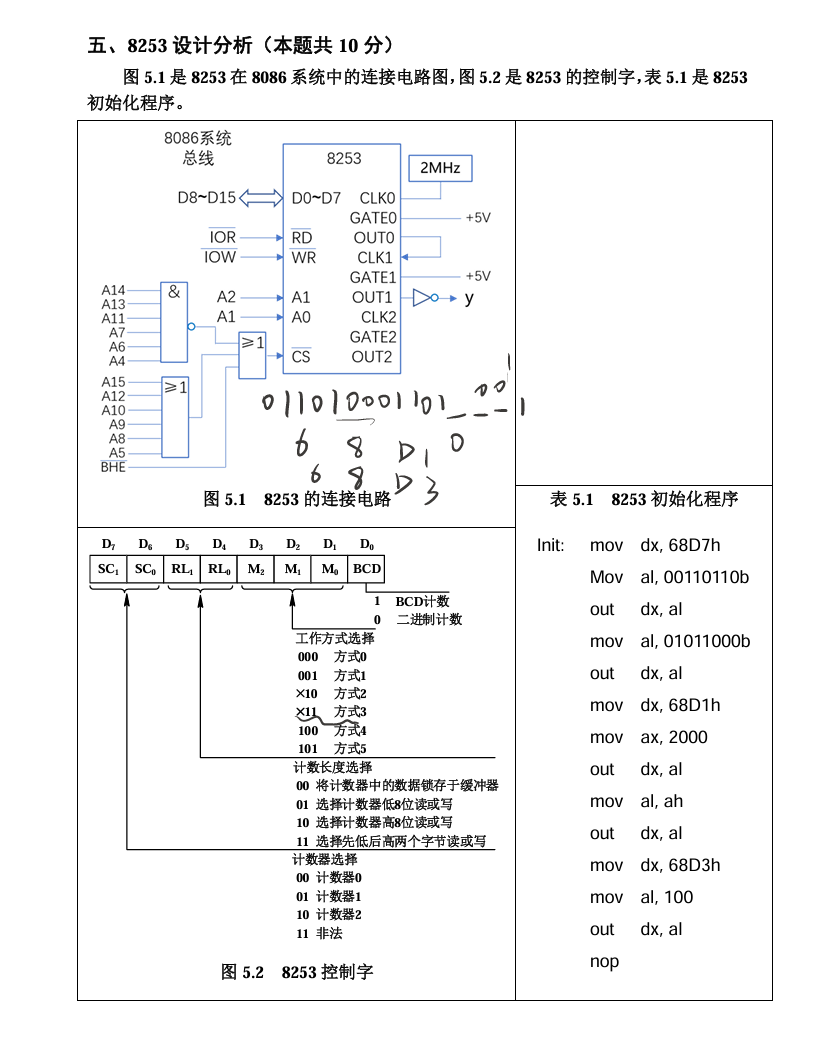 五、8253 设计分析（本题共 10 分）
图 5.1 是 8253 在 8086 系统中的连接电路图，图 5.2 是 8253 的控制字，表 5.1 是 8253
初始化程序。
8086系统
总线
8253
2MHz
D8~D15
D0~D7
CLK0
GATE0
+5V
IOR
RD
OUT0
IOW
WR
CLK1
GATE1
+5V
A2
A1
OUT1
y
A1
A0
CLK2
GATE2
CS
OUT2
A14
A13
A11
A7
A6
A4
&
≥1
A15
A12
A10
A9
A8
A5
≥1
BHE
011010001101
001
1
6 8 D 1
0
6 8 D 3
图 5.1 8253 的连接电路
D7 D6 D5 D4 D3 D2 D1 D0
SC1 SC0 RL1 RL0 M2 M1 M0 BCD
1 BCD计数
0 二进制计数
工作方式选择
000 方式0
001 方式1
×10 方式2
×11 方式3
100 方式4
101 方式5
计数长度选择
00 将计数器中的数据锁存于缓冲器
01 选择计数器低8位读或写
10 选择计数器高8位读或写
11 选择先低后高两个字节读或写
计数器选择
00 计数器0
01 计数器1
10 计数器2
11 非法
图 5.2 8253 控制字
表 5.1 8253 初始化程序
Init: mov dx, 68D7h
Mov al, 00110110b
out dx, al
mov al, 01011000b
out dx, al
mov dx, 68D1h
mov ax, 2000
out dx, al
mov al, ah
out dx, al
mov dx, 68D3h
mov al, 100
out dx, al
nop